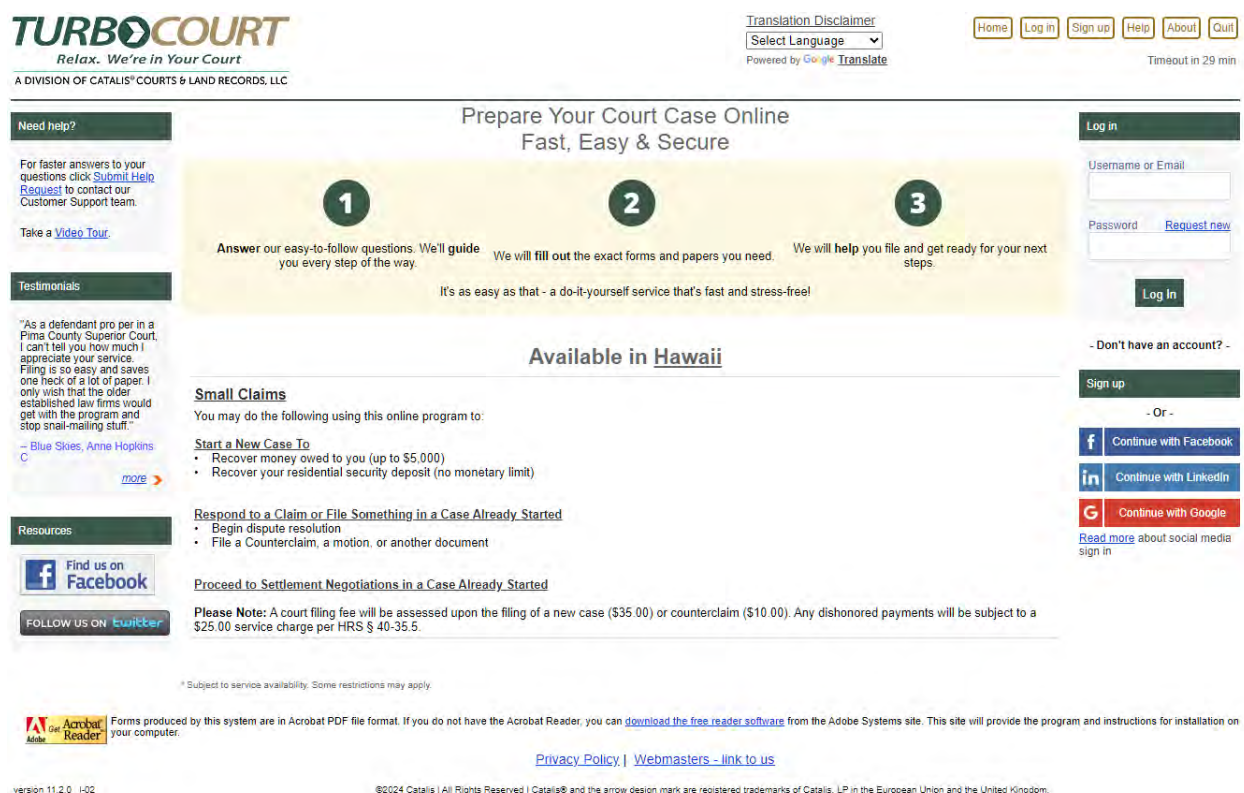 TURBOCOURT
Relax. We're in Your Court
A DIVISION OF CATALIS® COURTS & LAND RECORDS, LLC
Translation Disclaimer
Select Language
Powered by Google Translate
Home
Log in
Sign up
Help
About
Quit
Timeout in 29 min
Need help?
For faster answers to your
questions click Submit Help
Request to contact our
Customer Support team.
Take a Video Tour.
Testimonials
"As a defendant pro per in a
Pima County Superior Court,
I can't tell you how much I
appreciate your service.
Filing is so easy and saves
one heck of a lot of paper. I
only wish that the older
established law firms would
get with the program and
stop snail-mailing stuff."
-- Blue Skies, Anne Hopkins
C
more
Resources
Find us on
Facebook
FOLLOW US ON twitter
Prepare Your Court Case Online
Fast, Easy & Secure
1
Answer our easy-to-follow questions. We'll guide
you every step of the way.
2
We will fill out the exact forms and papers you need.
3
We will help you file and get ready for your next
steps.
It's as easy as that - a do-it-yourself service that's fast and stress-free!
Available in Hawaii
Small Claims
You may do the following using this online program to:
Start a New Case To
• Recover money owed to you (up to $5,000)
• Recover your residential security deposit (no monetary limit)
Respond to a Claim or File Something in a Case Already Started
• Begin dispute resolution
• File a Counterclaim, a motion, or another document
Proceed to Settlement Negotiations in a Case Already Started
Please Note: A court filing fee will be assessed upon the filing of a new case ($35.00) or counterclaim ($10.00). Any dishonored payments will be subject to a
$25.00 service charge per HRS § 40-35.5.
Log in
Username or Email
Password Request new
Log In
- Don't have an account? -
Sign up
- Or -
f Continue with Facebook
in Continue with LinkedIn
G Continue with Google
Read more about social media
sign in
* Subject to service availability. Some restrictions may apply.
Adobe Get Acrobat Reader
Forms produced by this system are in Acrobat PDF file format. If you do not have the Acrobat Reader, you can download the free reader software from the Adobe Systems site. This site will provide the program and instructions for installation on
your computer.
Privacy Policy | Webmasters - link to us
version 11.2.0 i-02
©2024 Catalis | All Rights Reserved | Catalis® and the arrow design mark are registered trademarks of Catalis, LP in the European Union and the United Kingdom.